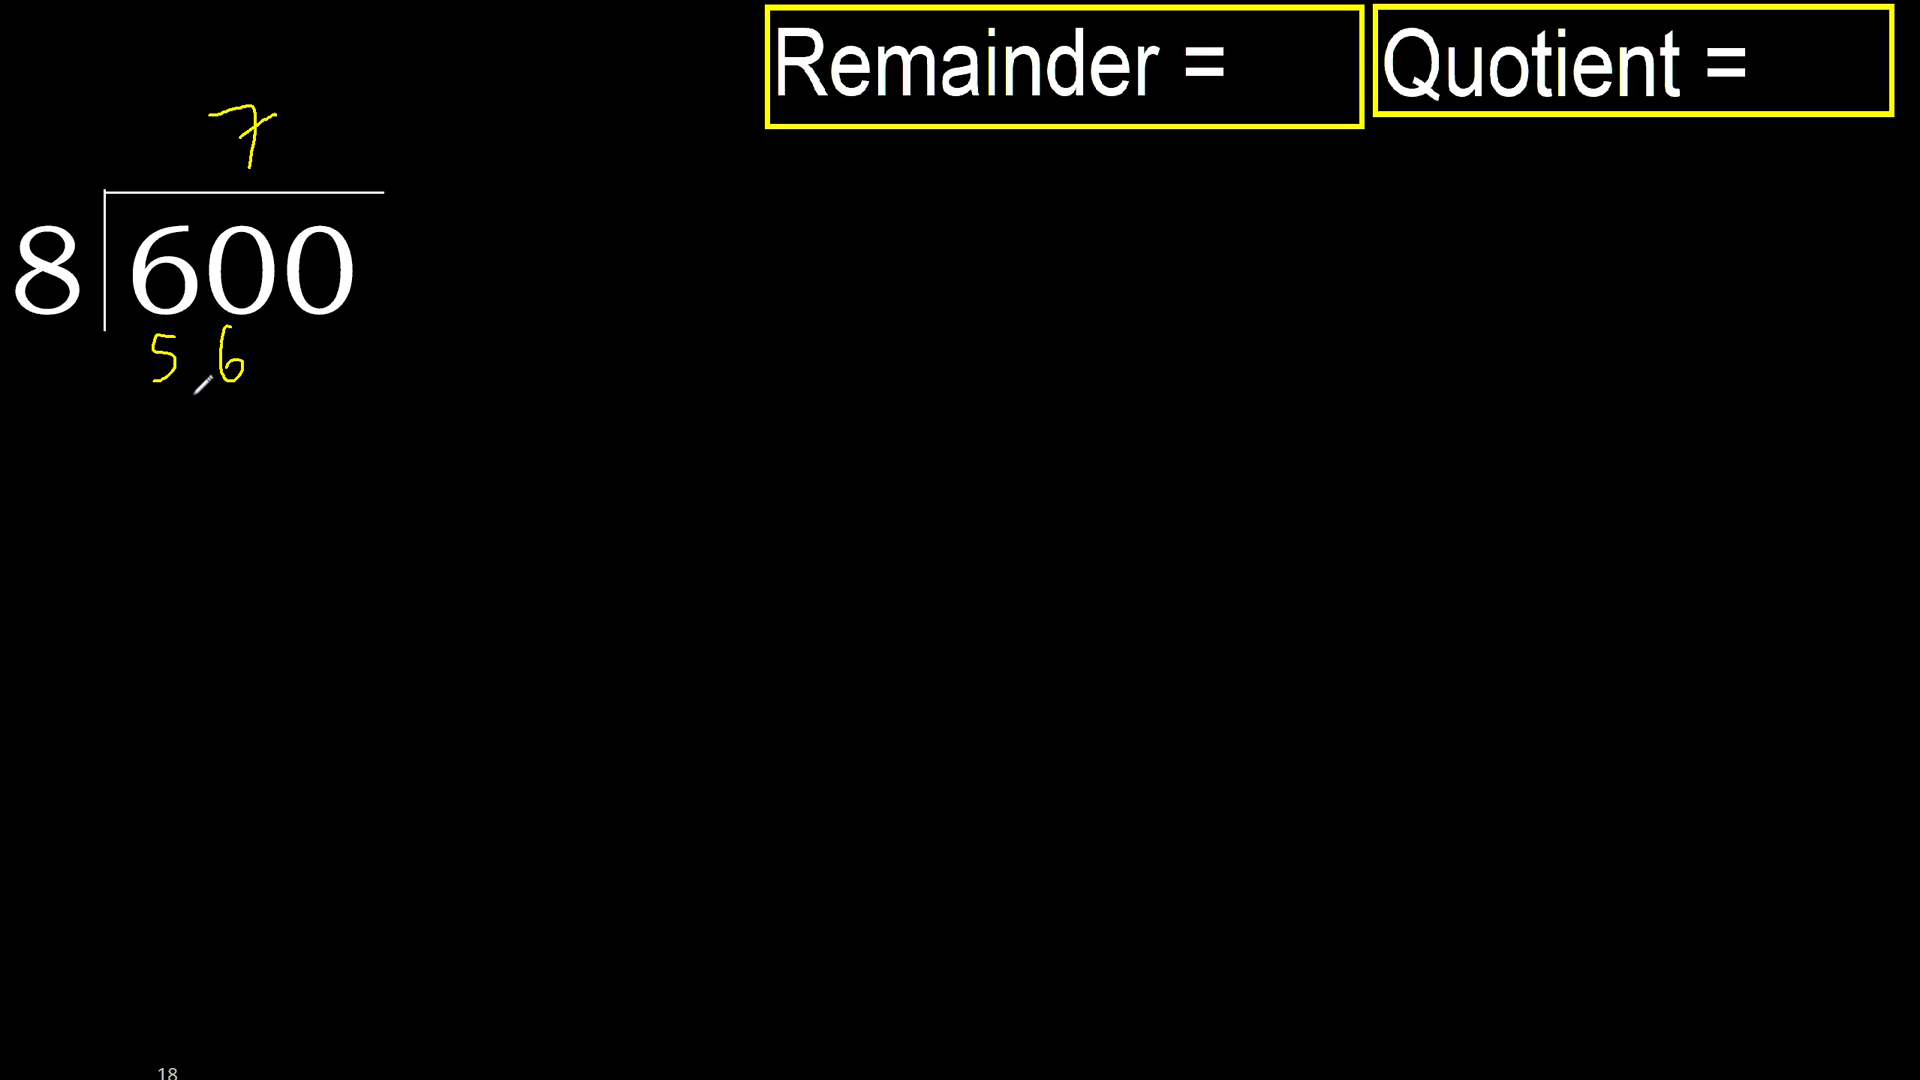 Remainder =
Quotient =
7
8 600
56
18